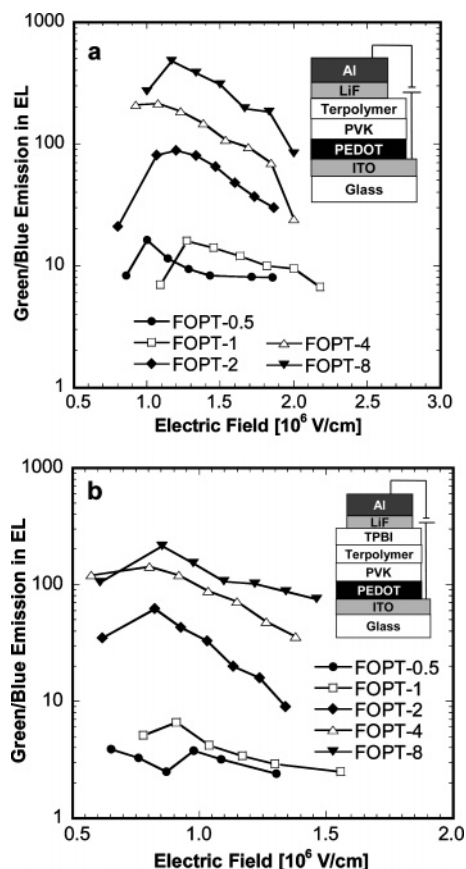 1000
a
Al
LiF
Terpolymer
PVK
PEDOT
ITO
Glass
100
10
1
Green/Blue Emission in EL
FOPT-0.5
FOPT-1
FOPT-2
FOPT-4
FOPT-8
0.5 1.0 1.5 2.0 2.5 3.0
Electric Field [10⁶ V/cm]
1000
b
Al
LiF
TPBI
Terpolymer
PVK
PEDOT
ITO
Glass
100
10
1
Green/Blue Emission in EL
FOPT-0.5
FOPT-1
FOPT-2
FOPT-4
FOPT-8
0.5 1.0 1.5 2.0
Electric Field [10⁶ V/cm]